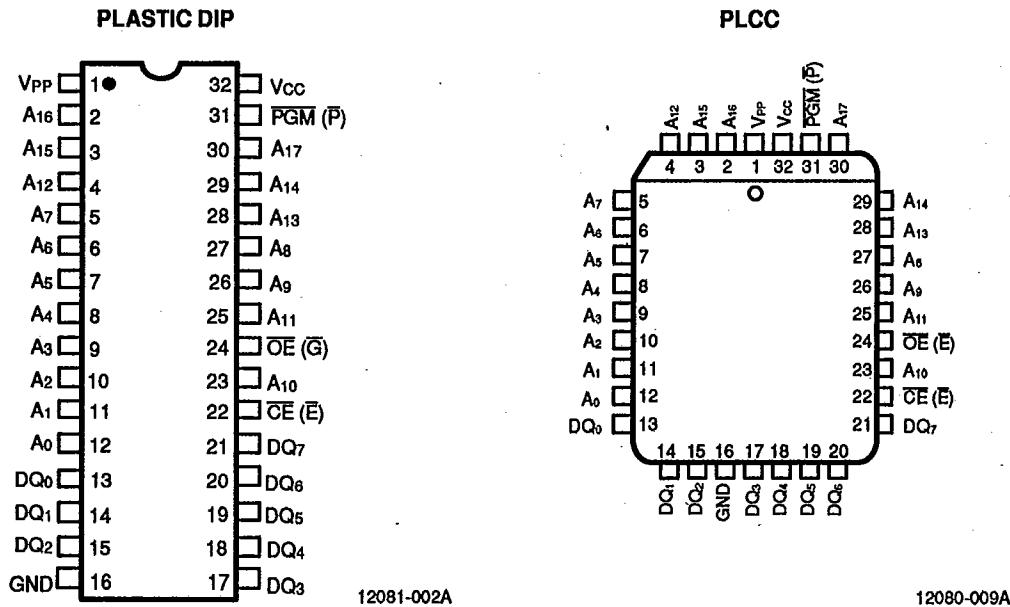 PLASTIC DIP
VPP 1 32 VCC
A16 2 31 P̅G̅M̅ (P̅)
A15 3 30 A17
A12 4 29 A14
A7 5 28 A13
A6 6 27 A8
A5 7 26 A9
A4 8 25 A11
A3 9 24 O̅E̅ (G̅)
A2 10 23 A10
A1 11 22 C̅E̅ (E̅)
A0 12 21 DQ7
DQ0 13 20 DQ6
DQ1 14 19 DQ5
DQ2 15 18 DQ4
GND 16 17 DQ3
12081-002A
PLCC
A12 A15 A16 VPP VCC P̅G̅M̅ (P̅) A17
4 3 2 1 32 31 30
A7 5 29 A14
A6 6 28 A13
A5 7 27 A8
A4 8 26 A9
A3 9 25 A11
A2 10 24 O̅E̅ (E̅)
A1 11 23 A10
A0 12 22 C̅E̅ (E̅)
DQ0 13 21 DQ7
14 15 16 17 18 19 20
DQ1 DQ2 GND DQ3 DQ4 DQ5 DQ6
12080-009A